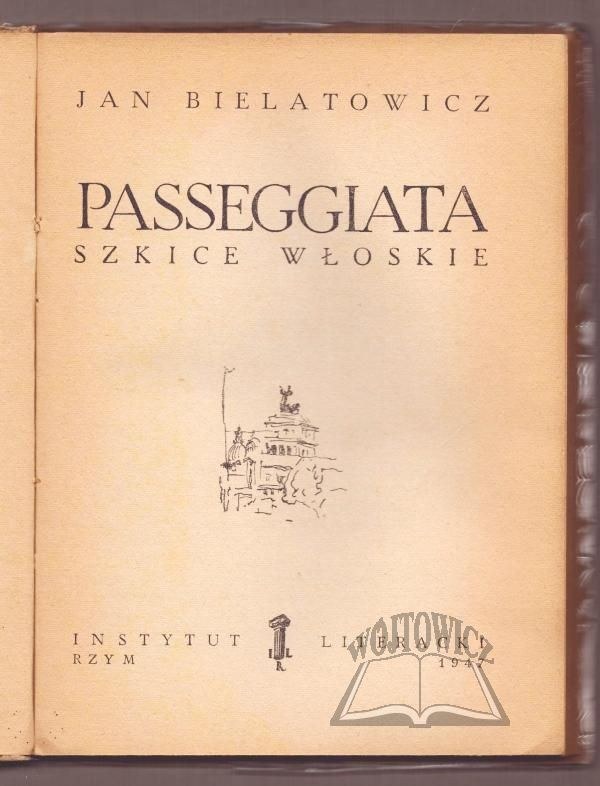 JAN BIELATOWICZ
PASSEGGIATA
SZKICE WŁOSKIE
INSTYTUT LITERACKI
I L
R
RZYM 1947
WOJTOWICZ